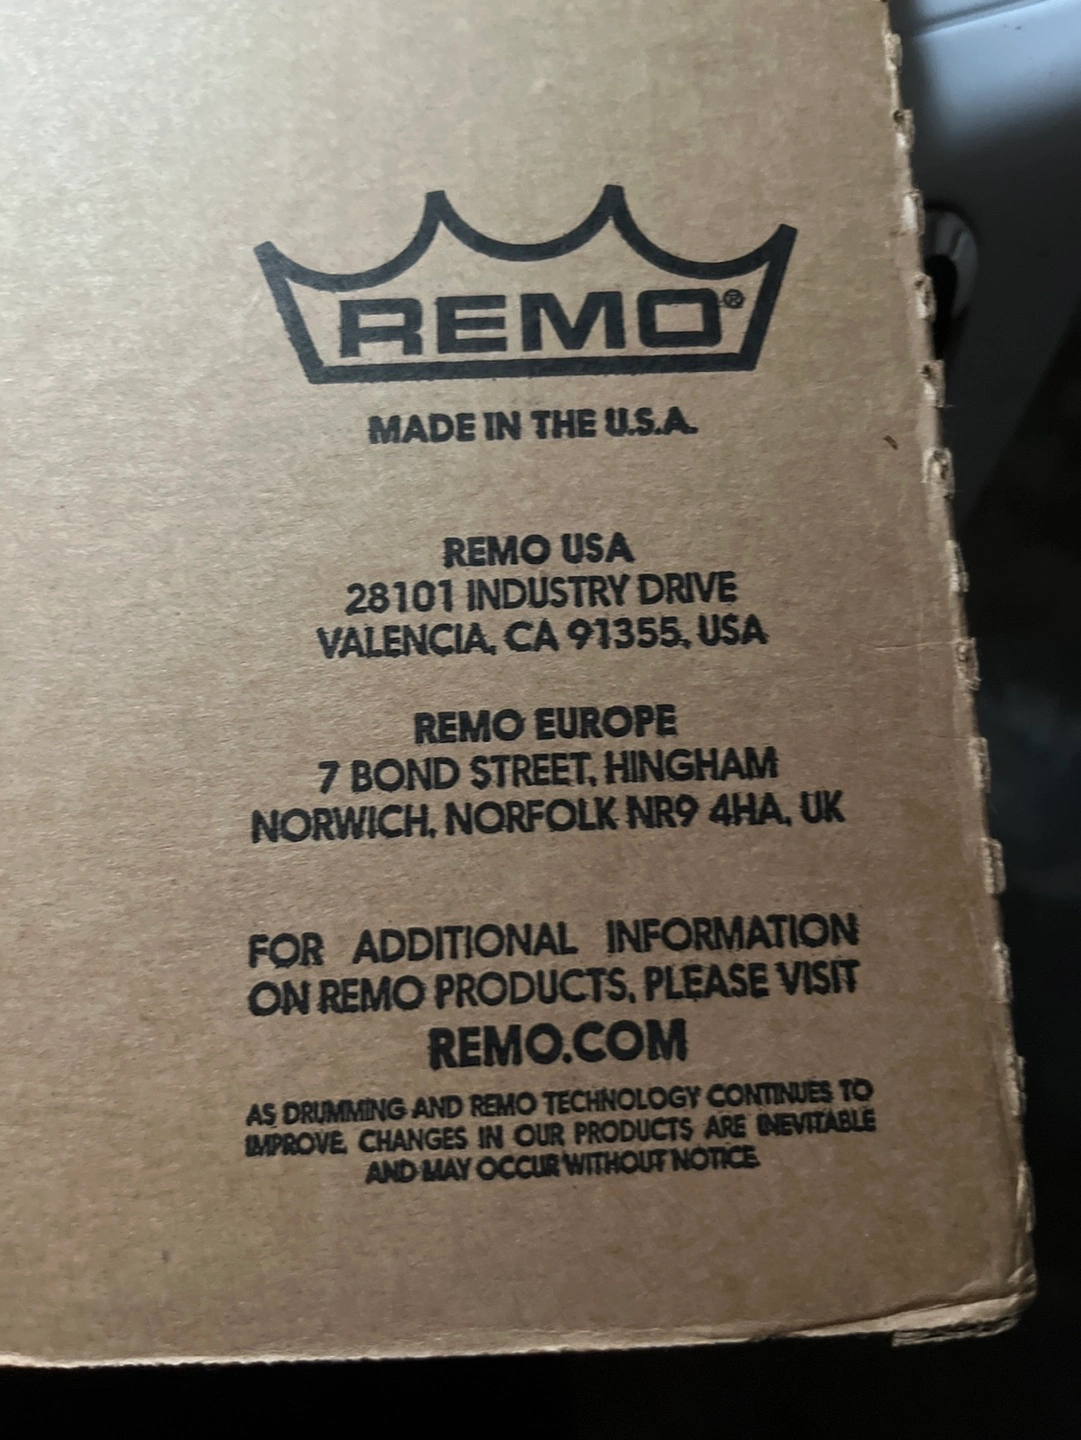 REMO®
MADE IN THE U.S.A.
REMO USA
28101 INDUSTRY DRIVE
VALENCIA, CA 91355, USA
REMO EUROPE
7 BOND STREET, HINGHAM
NORWICH, NORFOLK NR9 4HA, UK
FOR ADDITIONAL INFORMATION
ON REMO PRODUCTS, PLEASE VISIT
REMO.COM
AS DRUMMING AND REMO TECHNOLOGY CONTINUES TO
IMPROVE, CHANGES IN OUR PRODUCTS ARE INEVITABLE
AND MAY OCCUR WITHOUT NOTICE.